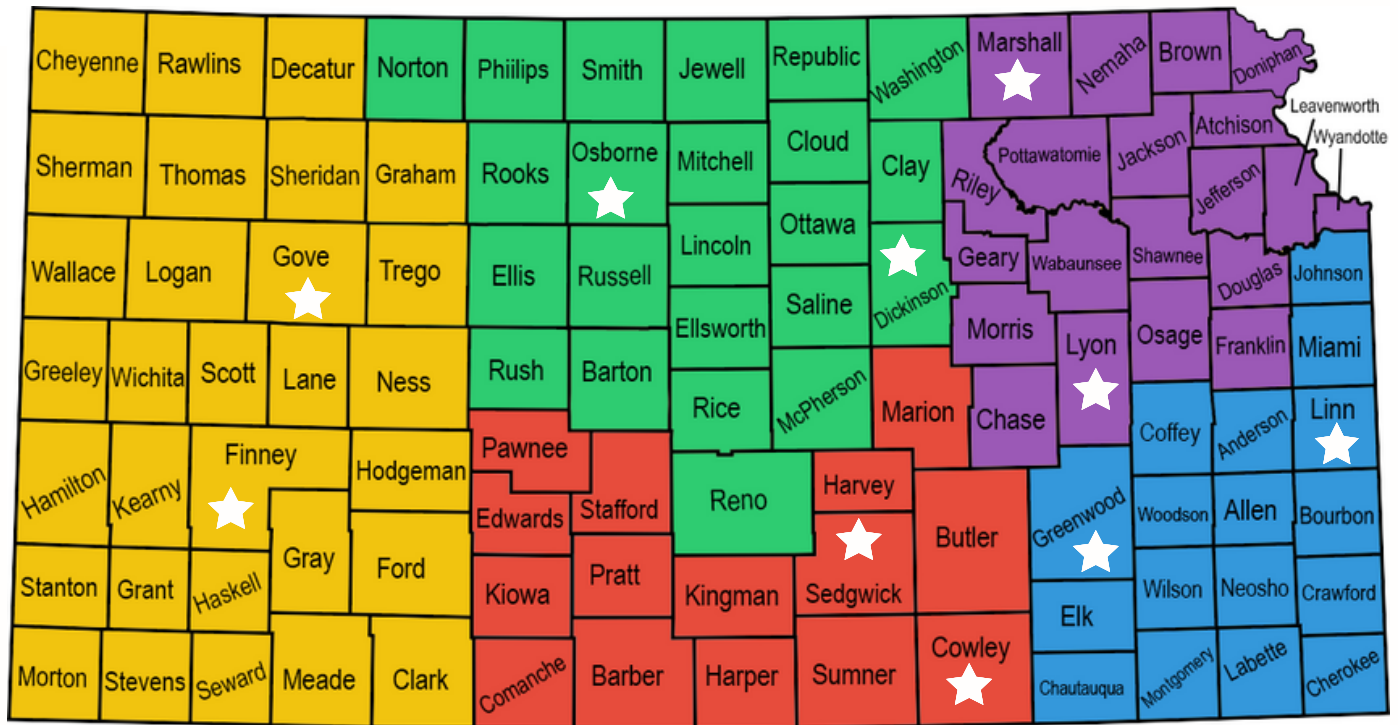 Cheyenne
Rawlins
Decatur
Norton
Phiilips
Smith
Jewell
Republic
Washington
Marshall
Nemaha
Brown
Doniphan
Leavenworth
Wyandotte
Sherman
Thomas
Sheridan
Graham
Rooks
Osborne
Mitchell
Cloud
Clay
Riley
Pottawatomie
Jackson
Atchison
Jefferson
Wallace
Logan
Gove
Trego
Ellis
Russell
Lincoln
Ottawa
Saline
Dickinson
Geary
Wabaunsee
Shawnee
Douglas
Johnson
Greeley
Wichita
Scott
Lane
Ness
Rush
Barton
Ellsworth
Rice
McPherson
Marion
Morris
Chase
Lyon
Osage
Franklin
Miami
Hamilton
Kearny
Finney
Hodgeman
Pawnee
Edwards
Stafford
Reno
Harvey
Butler
Greenwood
Coffey
Anderson
Linn
Woodson
Allen
Bourbon
Stanton
Grant
Haskell
Gray
Ford
Kiowa
Pratt
Kingman
Sedgwick
Elk
Wilson
Neosho
Crawford
Morton
Stevens
Seward
Meade
Clark
Comanche
Barber
Harper
Sumner
Cowley
Chautauqua
Montgomery
Labette
Cherokee